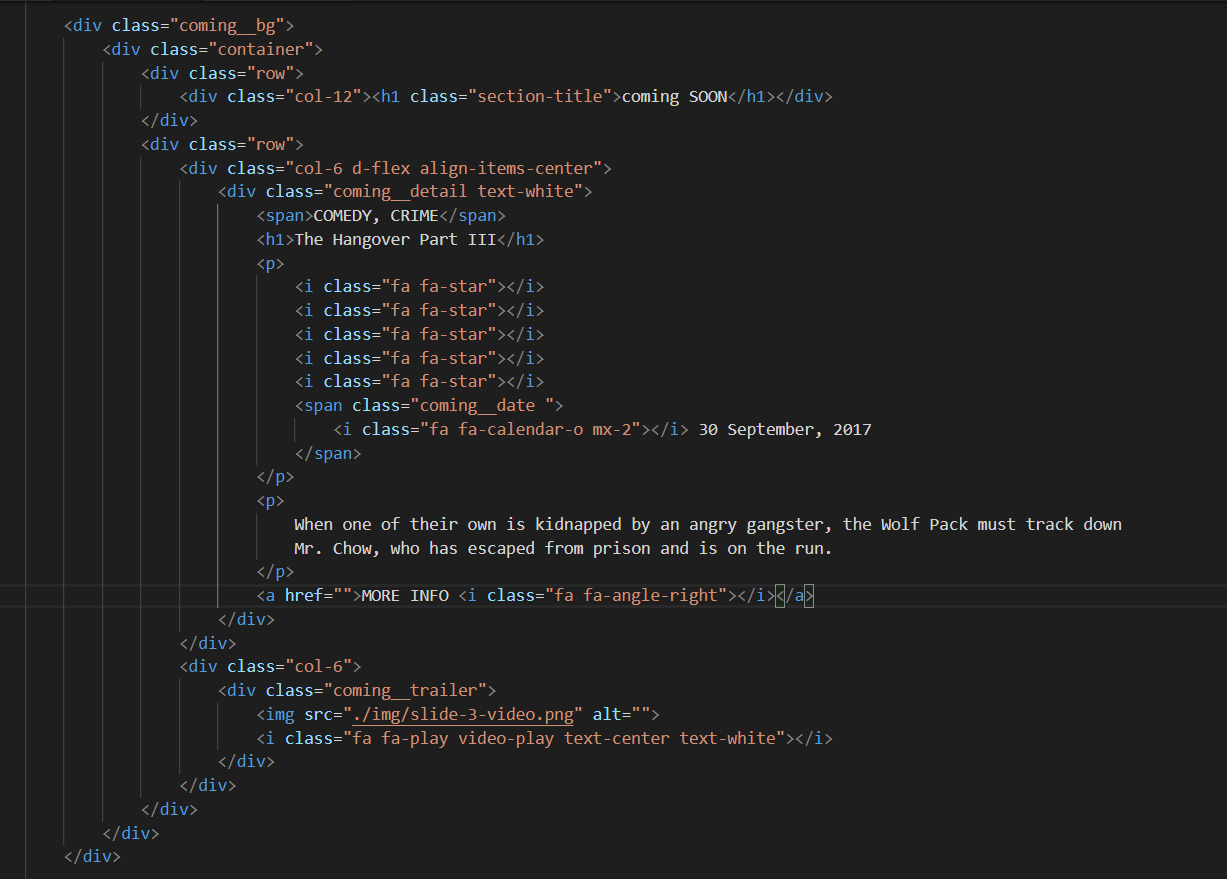 <div class="coming__bg">
<div class="container">
<div class="row">
<div class="col-12"><h1 class="section-title">coming SOON</h1></div>
</div>
<div class="row">
<div class="col-6 d-flex align-items-center">
<div class="coming__detail text-white">
<span>COMEDY, CRIME</span>
<h1>The Hangover Part III</h1>
<p>
<i class="fa fa-star"></i>
<i class="fa fa-star"></i>
<i class="fa fa-star"></i>
<i class="fa fa-star"></i>
<i class="fa fa-star"></i>
<span class="coming__date ">
<i class="fa fa-calendar-o mx-2"></i> 30 September, 2017
</span>
</p>
<p>
When one of their own is kidnapped by an angry gangster, the Wolf Pack must track down
Mr. Chow, who has escaped from prison and is on the run.
</p>
<a href="">MORE INFO <i class="fa fa-angle-right"></i></a>
</div>
</div>
<div class="col-6">
<div class="coming__trailer">
<img src="./img/slide-3-video.png" alt="">
<i class="fa fa-play video-play text-center text-white"></i>
</div>
</div>
</div>
</div>
</div>